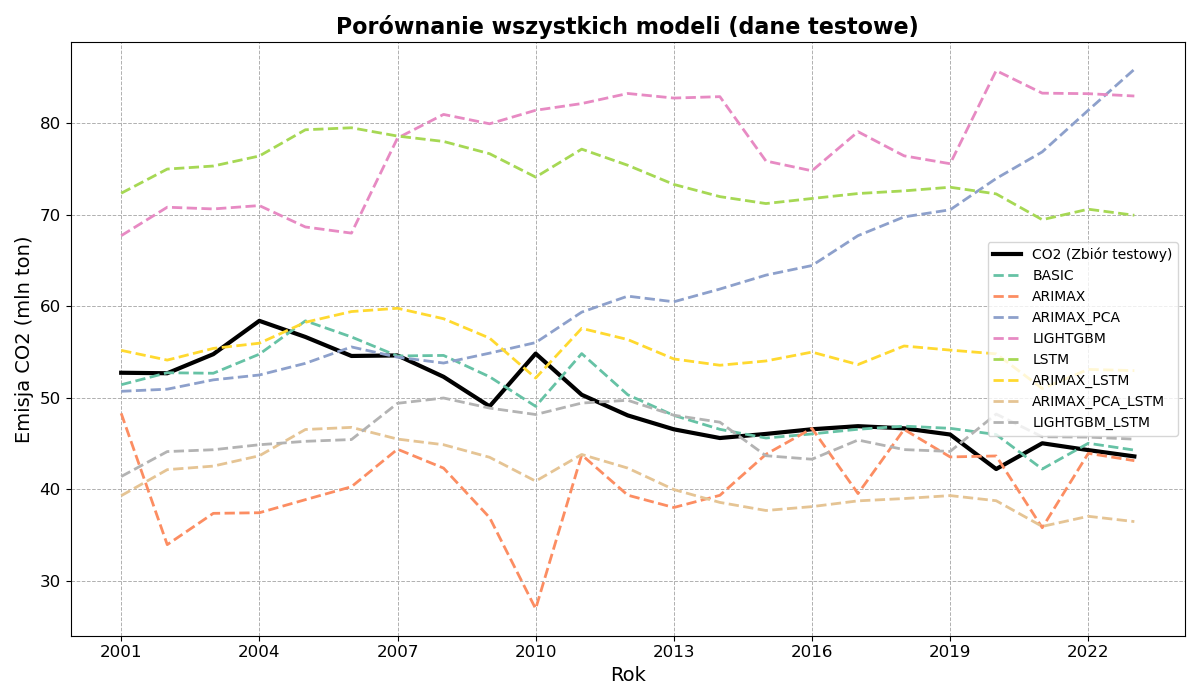 Porównanie wszystkich modeli (dane testowe)
Emisja CO2 (mln ton)
80
70
60
50
40
30
CO2 (Zbiór testowy)
BASIC
ARIMAX
ARIMAX_PCA
LIGHTGBM
LSTM
ARIMAX_LSTM
ARIMAX_PCA_LSTM
LIGHTGBM_LSTM
2001 2004 2007 2010 2013 2016 2019 2022
Rok